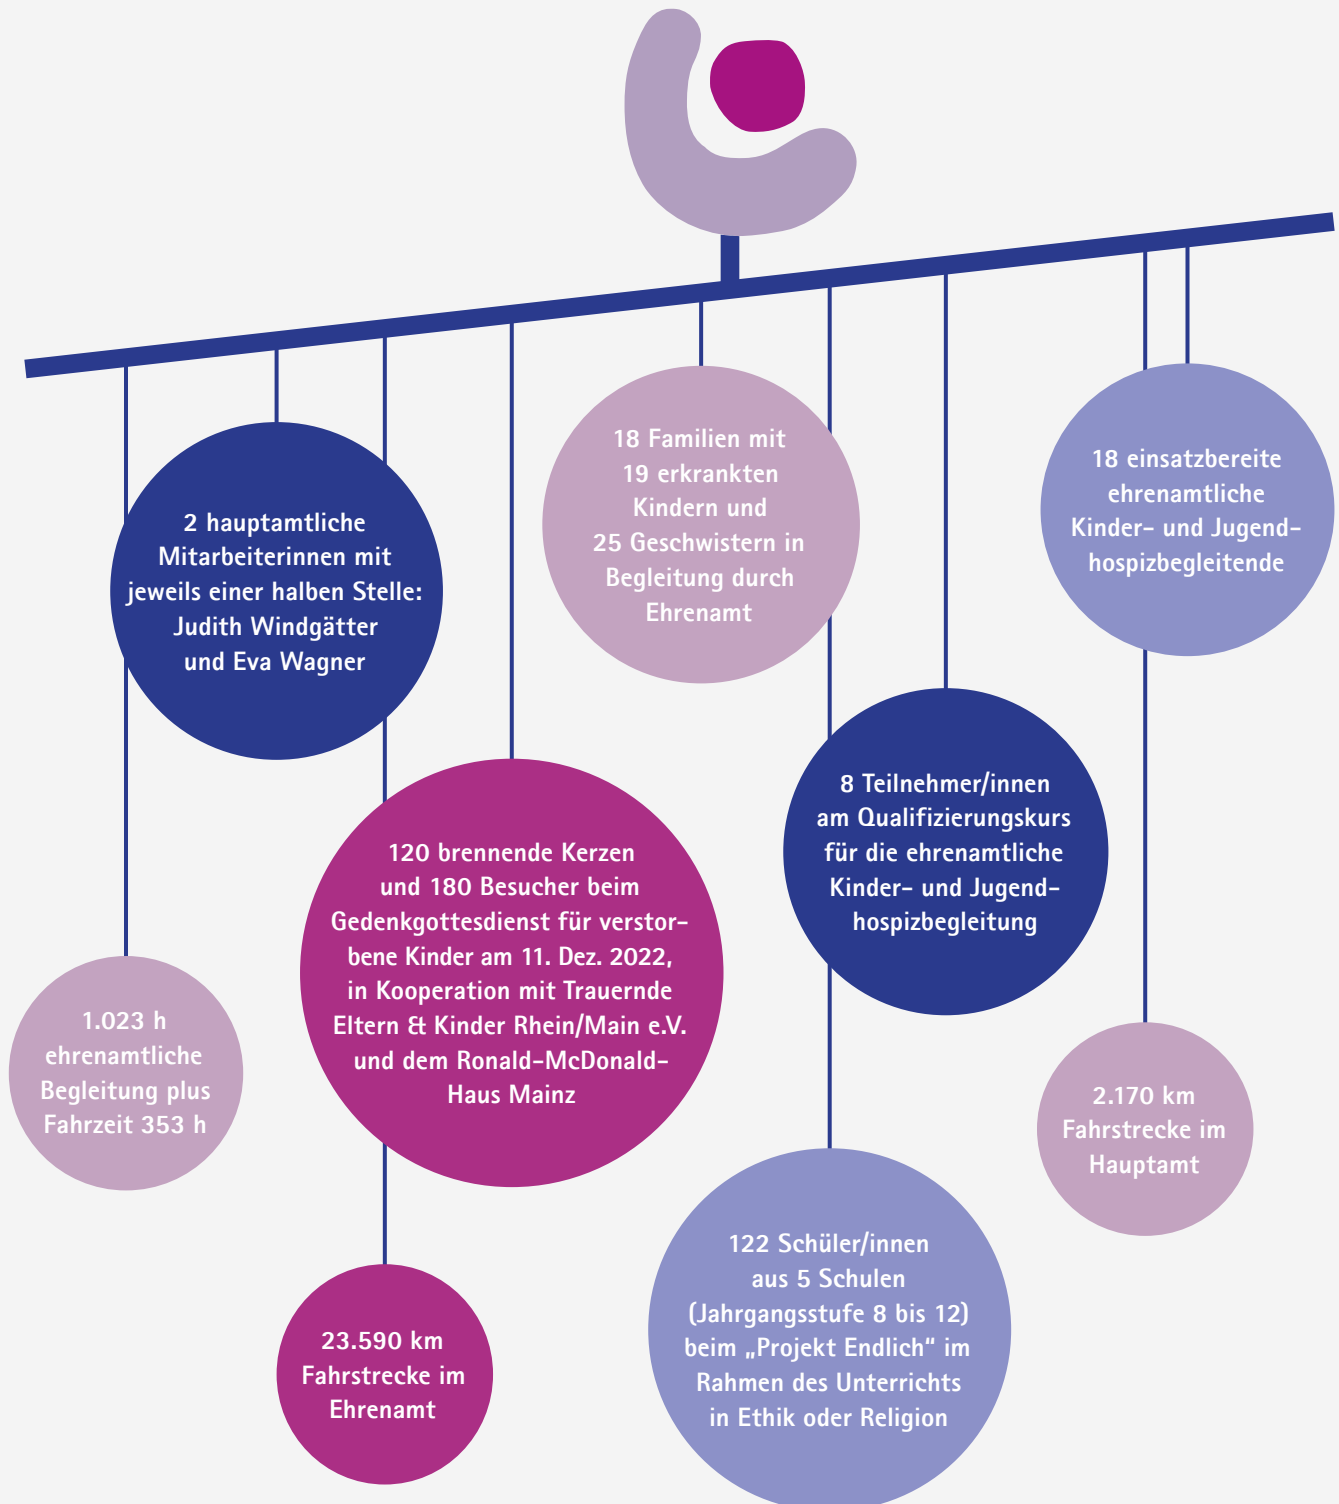 2 hauptamtliche
Mitarbeiterinnen mit
jeweils einer halben Stelle:
Judith Windgätter
und Eva Wagner
18 Familien mit
19 erkrankten
Kindern und
25 Geschwistern in
Begleitung durch
Ehrenamt
18 einsatzbereite
ehrenamtliche
Kinder- und Jugend-
hospizbegleitende
120 brennende Kerzen
und 180 Besucher beim
Gedenkgottesdienst für verstor-
bene Kinder am 11. Dez. 2022,
in Kooperation mit Trauernde
Eltern & Kinder Rhein/Main e.V.
und dem Ronald-McDonald-
Haus Mainz
8 Teilnehmer/innen
am Qualifizierungskurs
für die ehrenamtliche
Kinder- und Jugend-
hospizbegleitung
1.023 h
ehrenamtliche
Begleitung plus
Fahrzeit 353 h
2.170 km
Fahrstrecke im
Hauptamt
23.590 km
Fahrstrecke im
Ehrenamt
122 Schüler/innen
aus 5 Schulen
(Jahrgangsstufe 8 bis 12)
beim „Projekt Endlich“ im
Rahmen des Unterrichts
in Ethik oder Religion